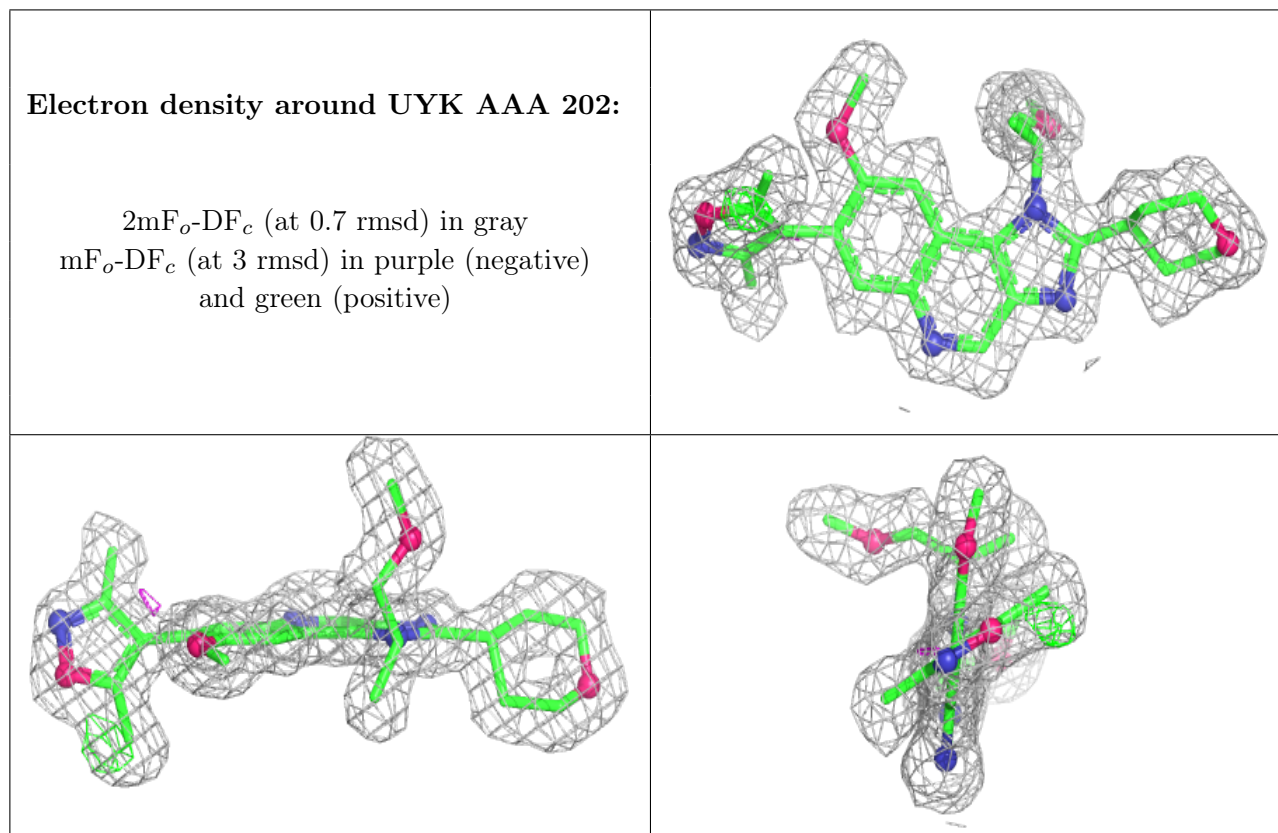 Electron density around UYK AAA 202:
2mFₒ-DF𝒸 (at 0.7 rmsd) in gray
mFₒ-DF𝒸 (at 3 rmsd) in purple (negative)
and green (positive)